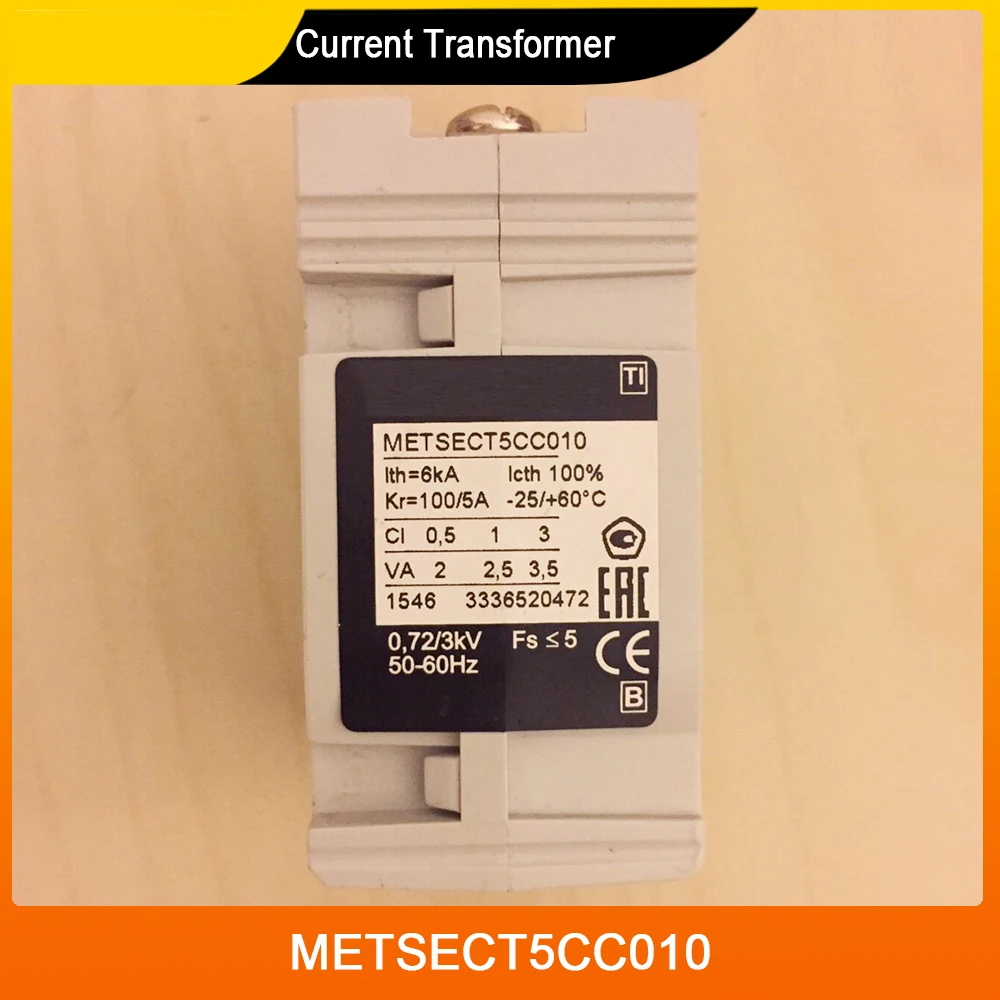 Current Transformer
TI
METSECT5CC010
Ith=6kA Icth 100%
Kr=100/5A -25/+60°C
Cl 0,5 1 3
VA 2 2,5 3,5
1546 3336520472
EAC
0,72/3kV Fs ≤ 5
50-60Hz
CE
B
METSECT5CC010